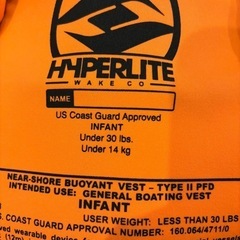 HYPERLITE
WAKE CO
NAME
US Coast Guard Approved
INFANT
Under 30 lbs.
Under 14 kg
NEAR-SHORE BUOYANT VEST – TYPE II PFD
INTENDED USE: GENERAL BOATING VEST
INFANT
USER WEIGHT: LESS THAN 30 LBS
COAST GUARD APPROVAL NUMBER: 160.064/4711/0
wearable device